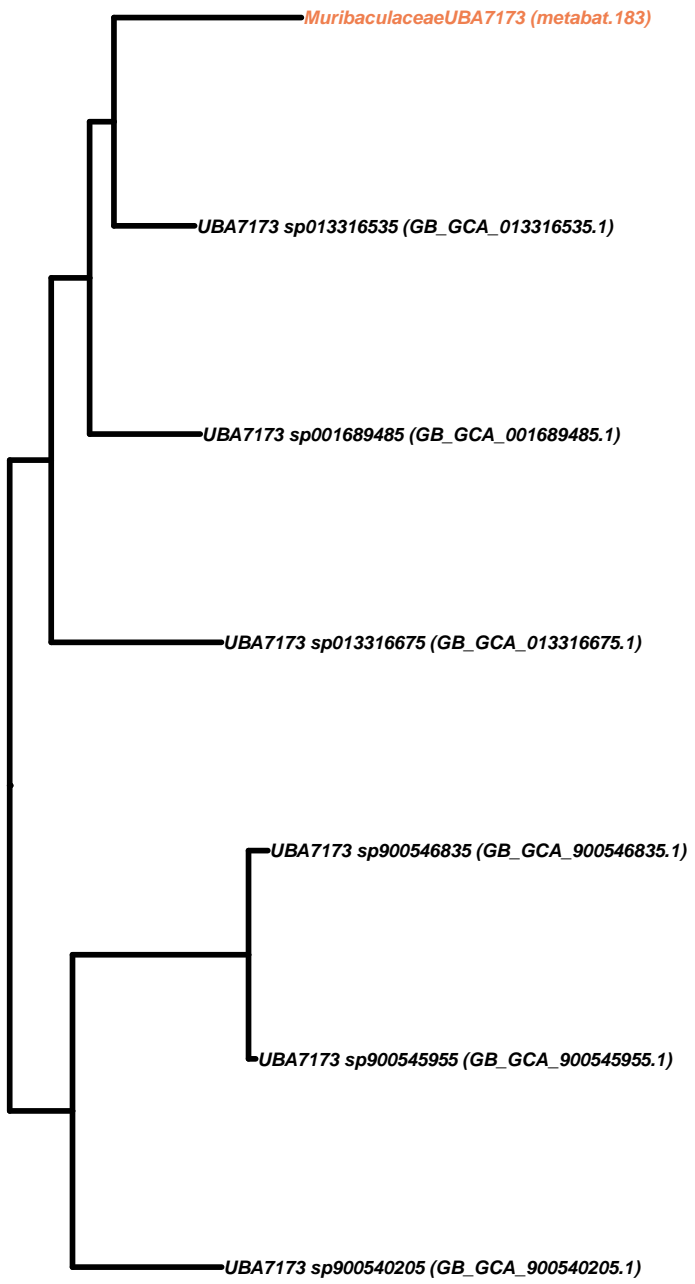 MuribaculaceaeUBA7173 (metabat.183)
UBA7173 sp013316535 (GB_GCA_013316535.1)
UBA7173 sp001689485 (GB_GCA_001689485.1)
UBA7173 sp013316675 (GB_GCA_013316675.1)
UBA7173 sp900546835 (GB_GCA_900546835.1)
UBA7173 sp900545955 (GB_GCA_900545955.1)
UBA7173 sp900540205 (GB_GCA_900540205.1)